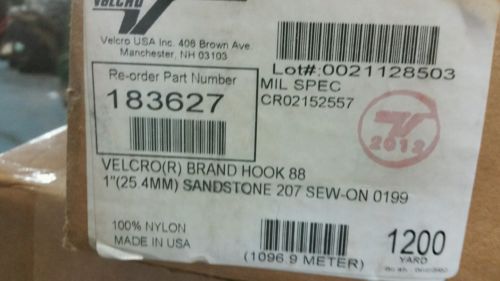 VELCRO
Velcro USA Inc. 406 Brown Ave.
Manchester, NH 03103
Lot#:0021128503
MIL SPEC
CR02152557
Re-order Part Number
183627
2012
VELCRO(R) BRAND HOOK 88
1"(25.4MM) SANDSTONE 207 SEW-ON 0199
100% NYLON
MADE IN USA
(1096.9 METER)
1200
YARD